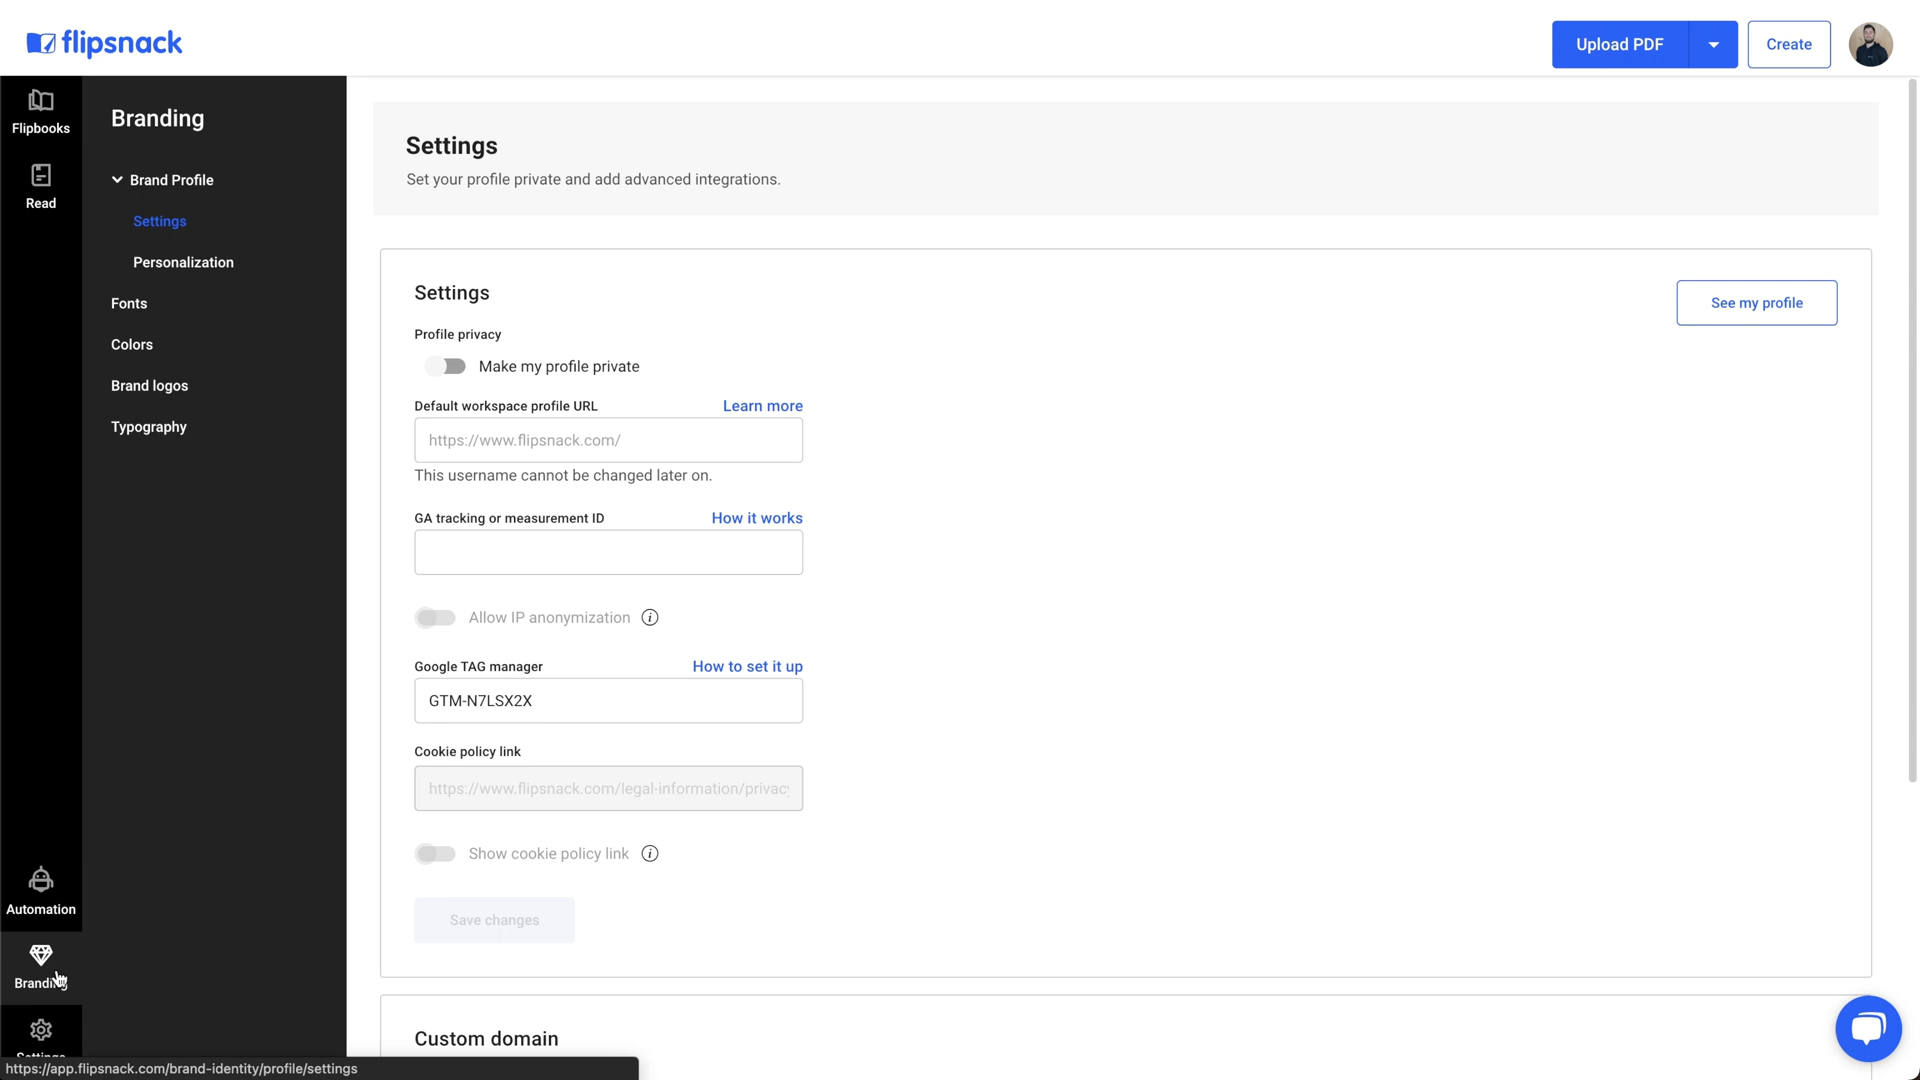 flipsnack
Upload PDF
Create
Flipbooks
Read
Automation
Branding
Settings
Branding
Brand Profile
Settings
Personalization
Fonts
Colors
Brand logos
Typography
Settings
Set your profile private and add advanced integrations.
Settings
See my profile
Profile privacy
Make my profile private
Default workspace profile URL Learn more
https://www.flipsnack.com/
This username cannot be changed later on.
GA tracking or measurement ID How it works
Allow IP anonymization
Google TAG manager How to set it up
GTM-N7LSX2X
Cookie policy link
https://www.flipsnack.com/legal-information/privac
Show cookie policy link
Save changes
Custom domain
https://app.flipsnack.com/brand-identity/profile/settings